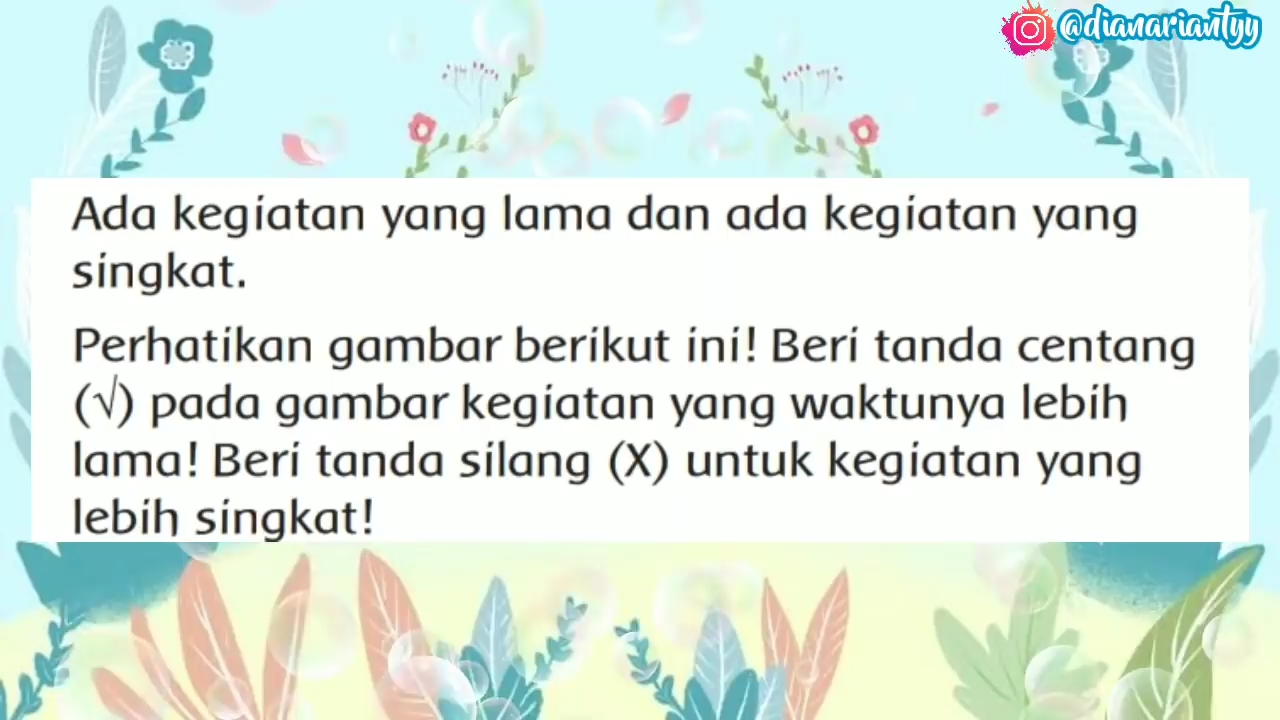 @dianariantyy
Ada kegiatan yang lama dan ada kegiatan yang
singkat.
Perhatikan gambar berikut ini! Beri tanda centang
(√) pada gambar kegiatan yang waktunya lebih
lama! Beri tanda silang (X) untuk kegiatan yang
lebih singkat!